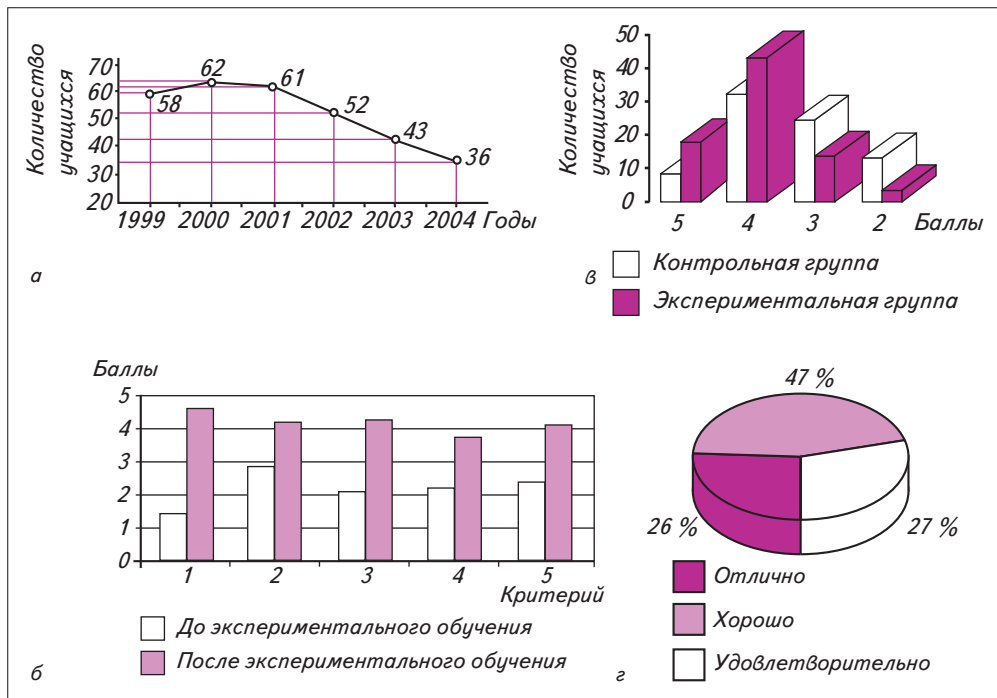 Количество учащихся
70
60
50
40
30
20
58
62
61
52
43
36
1999 2000 2001 2002 2003 2004 Годы
а
Количество учащихся
50
40
30
20
10
0
5 4 3 2 Баллы
Контрольная группа
Экспериментальная группа
в
Баллы
5
4
3
2
1
0
1 2 3 4 5
Критерий
До экспериментального обучения
После экспериментального обучения
б
47 %
26 %
27 %
Отлично
Хорошо
Удовлетворительно
г